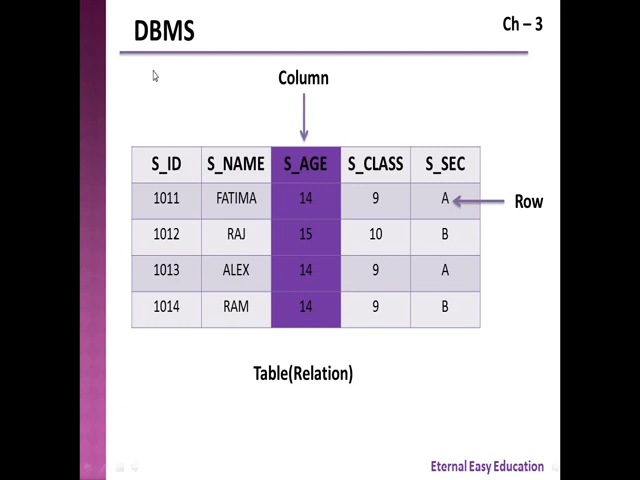 DBMS
Ch – 3
Column
S_ID S_NAME S_AGE S_CLASS S_SEC
1011 FATIMA 14 9 A
Row
1012 RAJ 15 10 B
1013 ALEX 14 9 A
1014 RAM 14 9 B
Table(Relation)
Eternal Easy Education